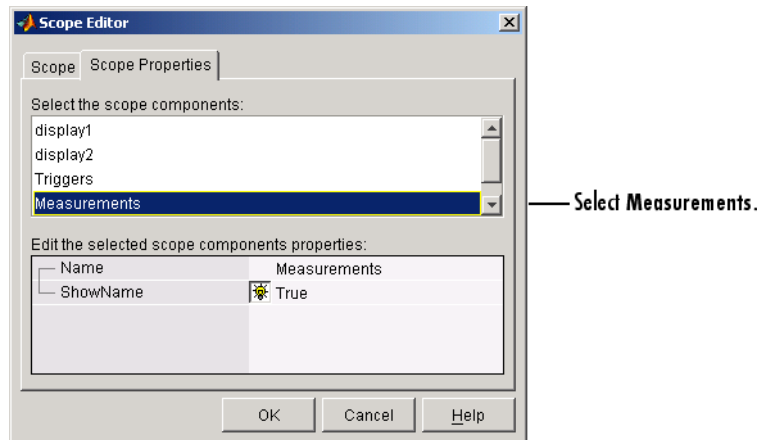 Scope Editor
Scope
Scope Properties
Select the scope components:
display1
display2
Triggers
Measurements
Select Measurements.
Edit the selected scope components properties:
Name Measurements
ShowName True
OK Cancel Help